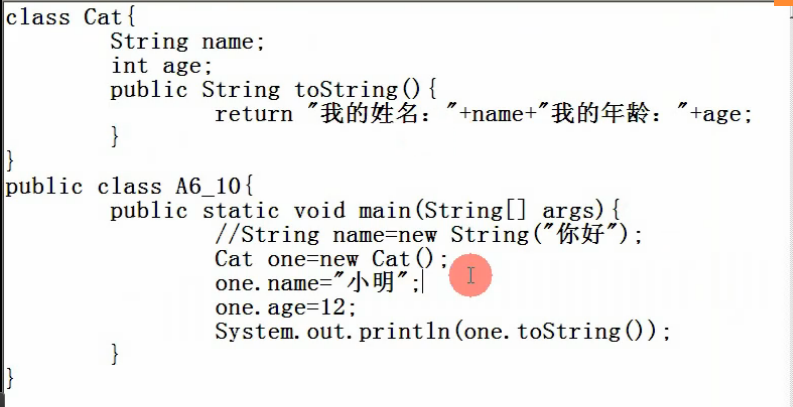 class Cat{
String name;
int age;
public String toString(){
return "我的姓名："+name+"我的年龄："+age;
}
}
public class A6_10{
public static void main(String[] args){
//String name=new String("你好");
Cat one=new Cat();
one.name="小明";
one.age=12;
System.out.println(one.toString());
}
}